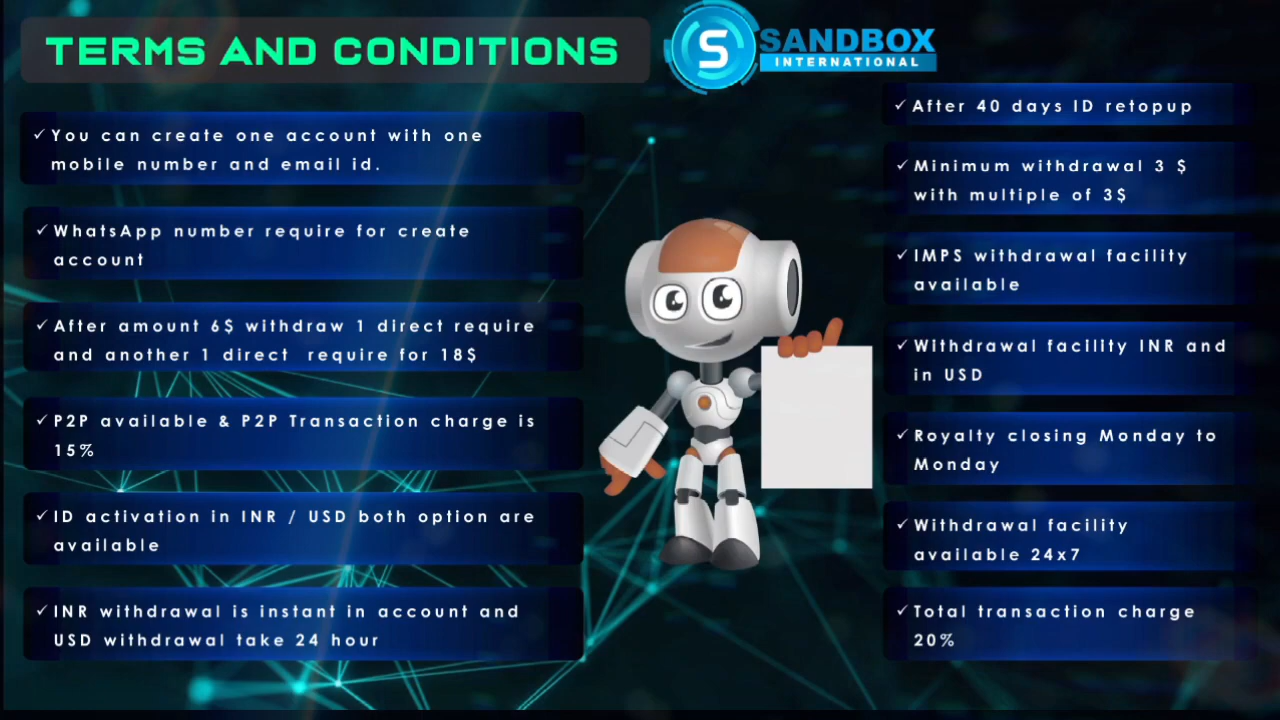 TERMS AND CONDITIONS
S
SANDBOX
INTERNATIONAL
✓You can create one account with one
mobile number and email id.
✓WhatsApp number require for create
account
✓After amount 6$ withdraw 1 direct require
and another 1 direct  require for 18$
✓P2P available & P2P Transaction charge is
15%
✓ID activation in INR / USD both option are
available
✓INR withdrawal is instant in account and
USD withdrawal take 24 hour
✓After 40 days ID retopup
✓Minimum withdrawal 3 $
with multiple of 3$
✓IMPS withdrawal facility
available
✓Withdrawal facility INR and
in USD
✓Royalty closing Monday to
Monday
✓Withdrawal facility
available 24x7
✓Total transaction charge
20%